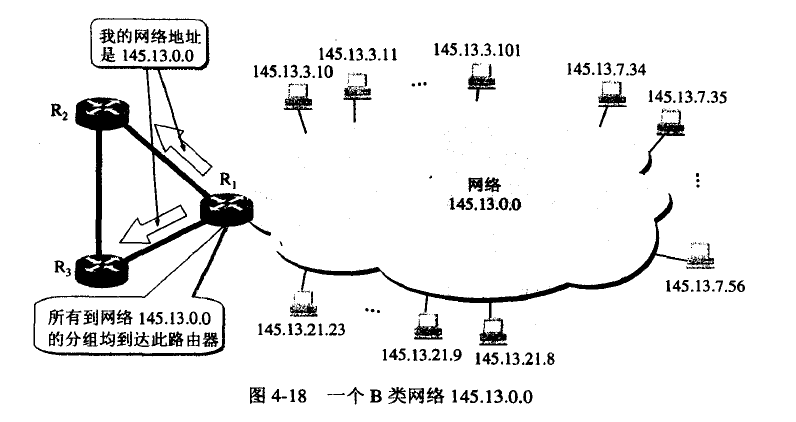 我的网络地址
是 145.13.0.0
145.13.3.10
145.13.3.11
...
145.13.3.101
145.13.7.34
145.13.7.35
R₂
R₁
网络
145.13.0.0
⋮
R₃
145.13.7.56
所有到网络 145.13.0.0
的分组均到达此路由器
145.13.21.23
...
145.13.21.9
145.13.21.8
图 4-18 一个 B 类网络 145.13.0.0